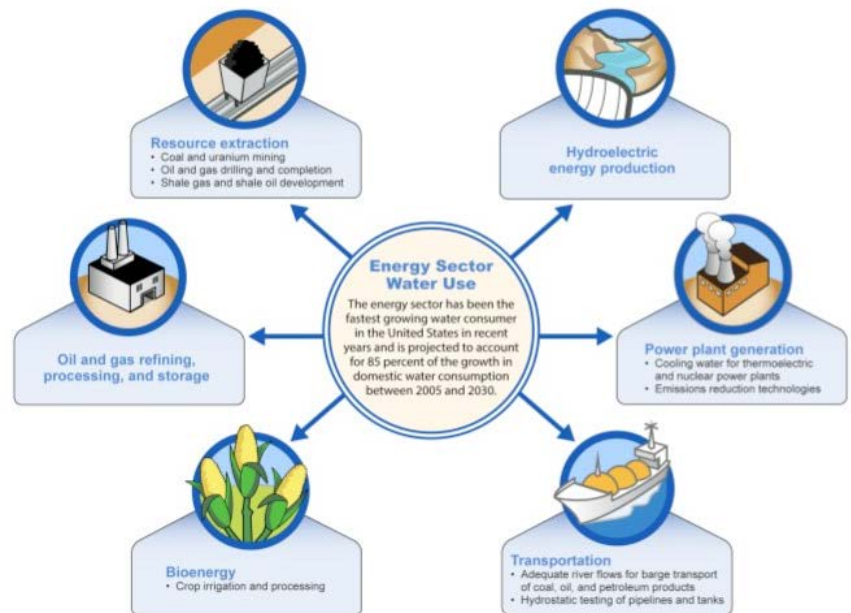 Resource extraction
• Coal and uranium mining
• Oil and gas drilling and completion
• Shale gas and shale oil development
Hydroelectric
energy production
Energy Sector
Water Use
The energy sector has been the
fastest growing water consumer
in the United States in recent
years and is projected to account
for 85 percent of the growth in
domestic water consumption
between 2005 and 2030.
Oil and gas refining,
processing, and storage
Power plant generation
• Cooling water for thermoelectric
and nuclear power plants
• Emissions reduction technologies
Bioenergy
• Crop irrigation and processing
Transportation
• Adequate river flows for barge transport
of coal, oil, and petroleum products
• Hydrostatic testing of pipelines and tanks